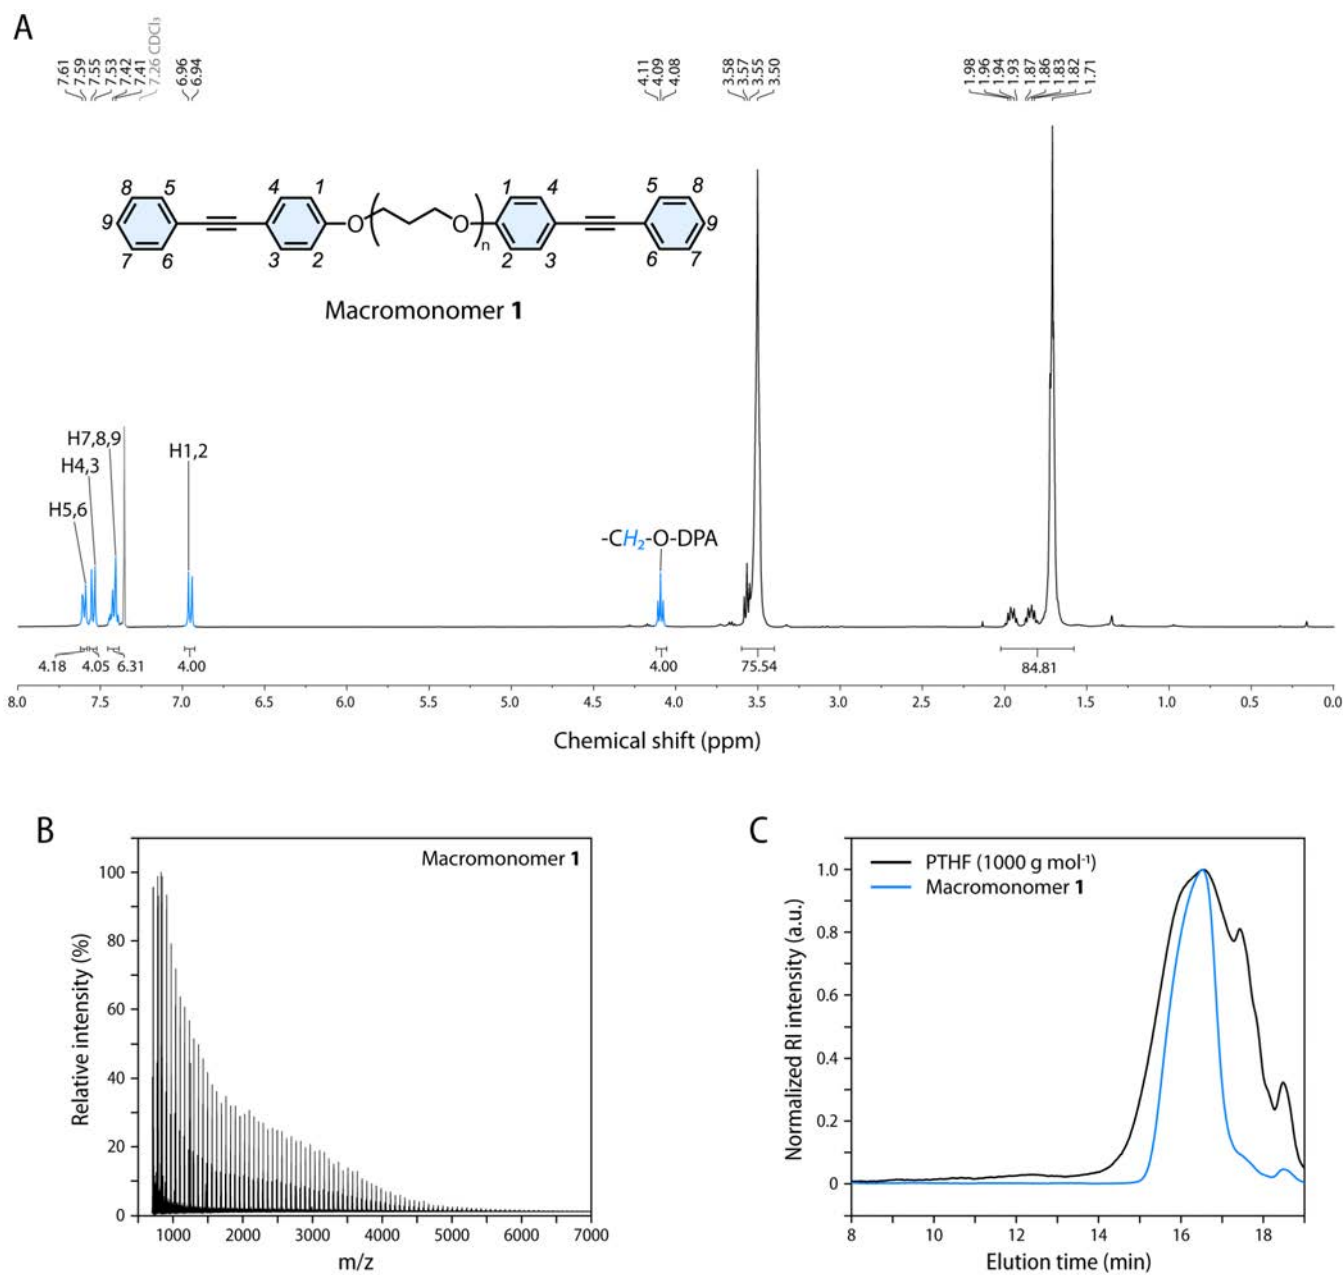 A
7.61
7.59
7.55
7.53
7.42
7.41
7.26 CDCl₃
6.96
6.94
4.11
4.09
4.08
3.58
3.57
3.55
3.50
1.98
1.96
1.94
1.93
1.87
1.86
1.83
1.82
1.71
8 5 4 1 1 4 5 8
9 O O n 9
7 6 3 2 2 3 6 7
Macromonomer 1
H7,8,9
H4,3
H5,6
H1,2
-CH₂-O-DPA
4.18 4.05 6.31 4.00 4.00 75.54 84.81
8.0 7.5 7.0 6.5 6.0 5.5 5.0 4.5 4.0 3.5 3.0 2.5 2.0 1.5 1.0 0.5 0.0
Chemical shift (ppm)
B
Macromonomer 1
Relative intensity (%)
100
80
60
40
20
0
1000 2000 3000 4000 5000 6000 7000
m/z
C
PTHF (1000 g mol⁻¹)
Macromonomer 1
Normalized RI intensity (a.u.)
1.0
0.8
0.6
0.4
0.2
0
8 10 12 14 16 18
Elution time (min)